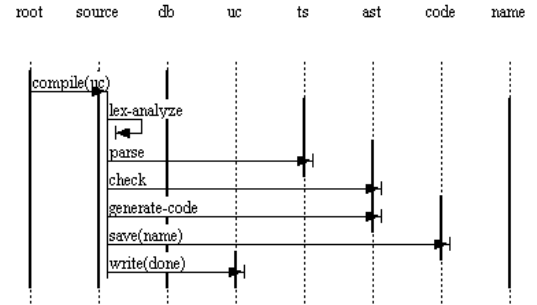 root source db uc ts ast code name
compile(uc)
lex-analyze
parse
check
generate-code
save(name)
write(done)